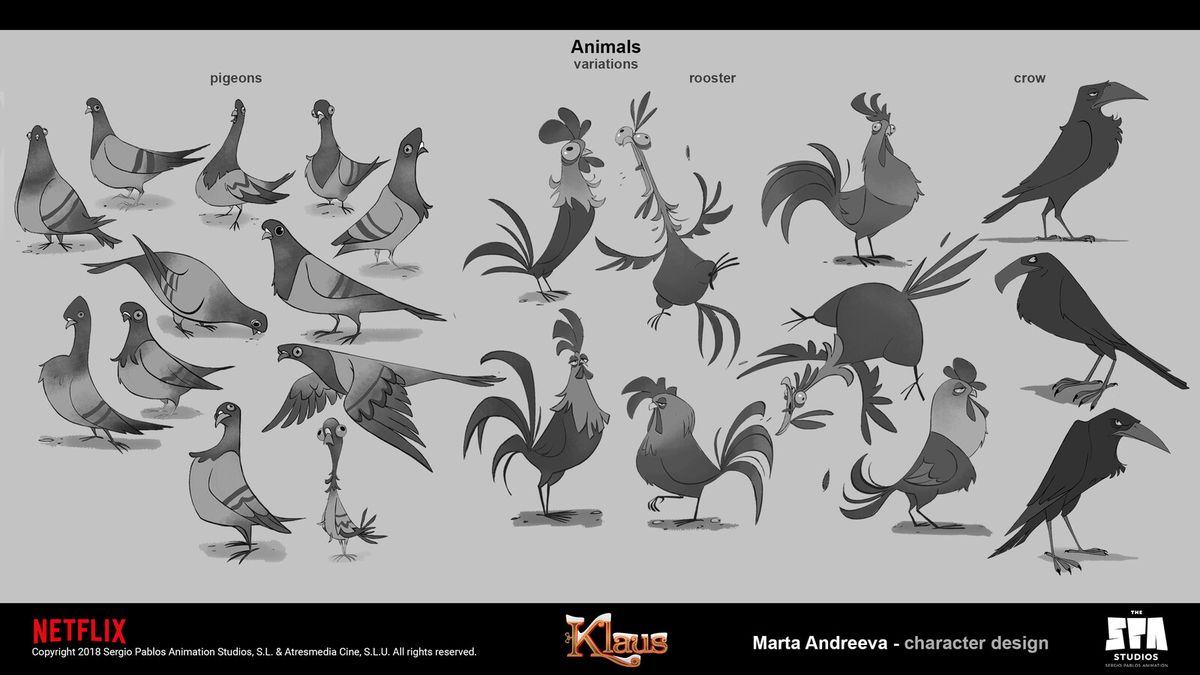 Animals
variations
pigeons
rooster
crow
NETFLIX
Copyright 2018 Sergio Pablos Animation Studios, S.L. & Atresmedia Cine, S.L.U. All rights reserved.
Klaus
Marta Andreeva - character design
THE
SPA
STUDIOS
SERGIO PABLOS ANIMATION